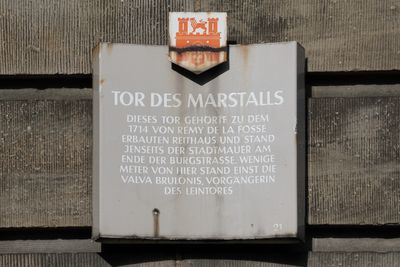 TOR DES MARSTALLS
DIESES TOR GEHÖRTE ZU DEM
1714 VON REMY DE LA FOSSE
ERBAUTEN REITHAUS UND STAND
JENSEITS DER STADTMAUER AM
ENDE DER BURGSTRASSE. WENIGE
METER VON HIER STAND EINST DIE
VALVA BRULONIS, VORGÄNGERIN
DES LEINTORES
21